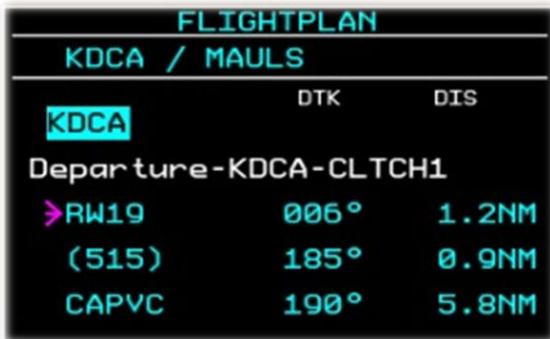 FLIGHTPLAN
KDCA / MAULS
DTK DIS
KDCA
Departure-KDCA-CLTCH1
RW19 006° 1.2NM
(515) 185° 0.9NM
CAPVC 190° 5.8NM